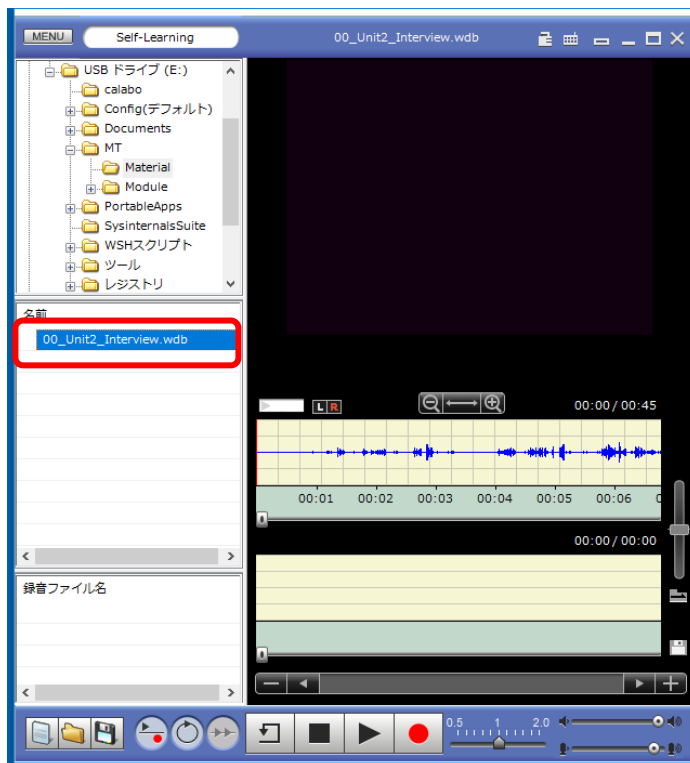 MENU Self-Learning 00_Unit2_Interview.wdb
USB ドライブ (E:)
calabo
Config(デフォルト)
Documents
MT
Material
Module
PortableApps
SysinternalsSuite
WSHスクリプト
ツール
レジストリ
名前
00_Unit2_Interview.wdb
L R 00:00 / 00:45
00:01 00:02 00:03 00:04 00:05 00:06
00:00 / 00:00
録音ファイル名
0.5 1 2.0